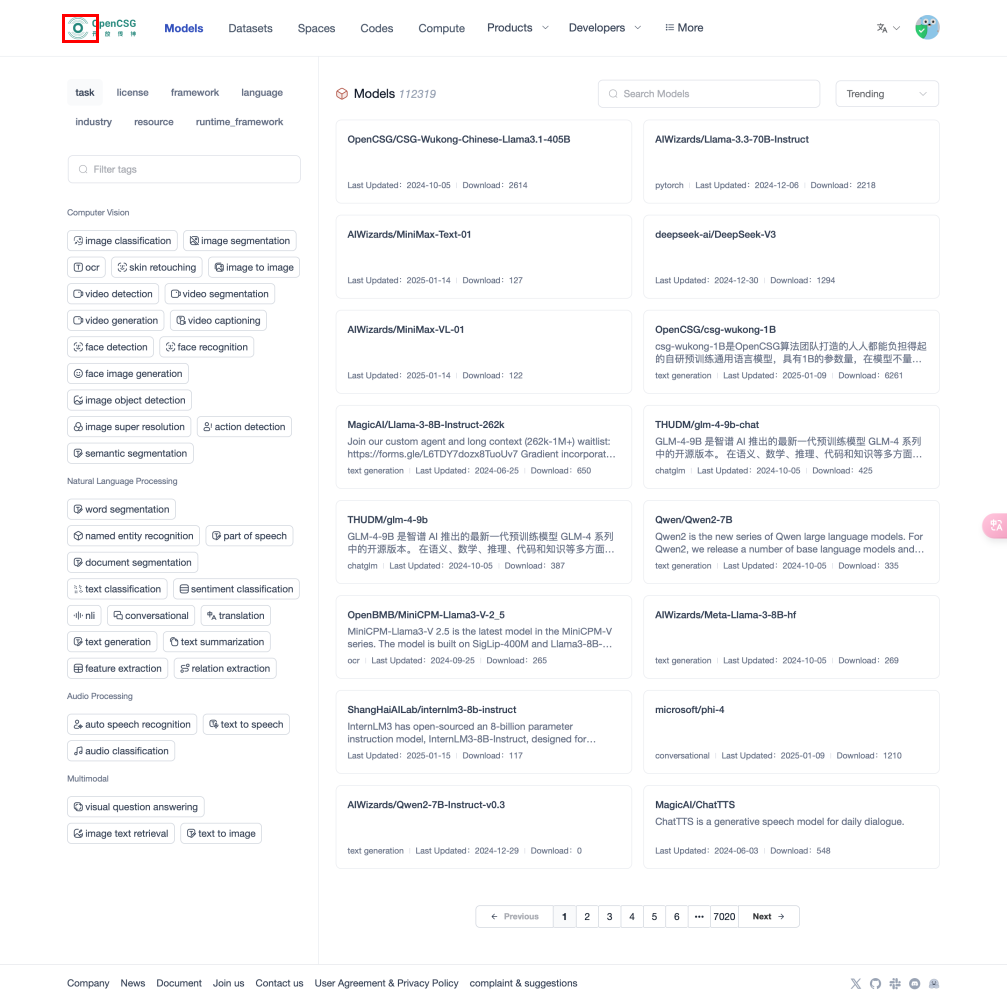 OpenCSG
开 放 传 神
Models
Datasets
Spaces
Codes
Compute
Products
Developers
More
task
license
framework
language
industry
resource
runtime_framework
Filter tags
Computer Vision
image classification
image segmentation
ocr
skin retouching
image to image
video detection
video segmentation
video generation
video captioning
face detection
face recognition
face image generation
image object detection
image super resolution
action detection
semantic segmentation
Natural Language Processing
word segmentation
named entity recognition
part of speech
document segmentation
text classification
sentiment classification
nli
conversational
translation
text generation
text summarization
feature extraction
relation extraction
Audio Processing
auto speech recognition
text to speech
audio classification
Multimodal
visual question answering
image text retrieval
text to image
Models 112319
Search Models
Trending
OpenCSG/CSG-Wukong-Chinese-Llama3.1-405B
Last Updated: 2024-10-05 Download: 2614
AIWizards/Llama-3.3-70B-Instruct
pytorch Last Updated: 2024-12-06 Download: 2218
AIWizards/MiniMax-Text-01
Last Updated: 2025-01-14 Download: 127
deepseek-ai/DeepSeek-V3
Last Updated: 2024-12-30 Download: 1294
AIWizards/MiniMax-VL-01
Last Updated: 2025-01-14 Download: 122
OpenCSG/csg-wukong-1B
csg-wukong-1B是OpenCSG算法团队打造的人人都能负担得起
的自研预训练通用语言模型，具有1B的参数量，在模型不量...
text generation Last Updated: 2025-01-09 Download: 6261
MagicAI/Llama-3-8B-Instruct-262k
Join our custom agent and long context (262k-1M+) waitlist:
https://forms.gle/L6TDY7dozx8TuoUv7 Gradient incorporat...
text generation Last Updated: 2024-06-25 Download: 650
THUDM/glm-4-9b-chat
GLM-4-9B 是智谱 AI 推出的最新一代预训练模型 GLM-4 系列
中的开源版本。 在语义、数学、推理、代码和知识等多方面...
chatglm Last Updated: 2024-10-05 Download: 425
THUDM/glm-4-9b
GLM-4-9B 是智谱 AI 推出的最新一代预训练模型 GLM-4 系列
中的开源版本。 在语义、数学、推理、代码和知识等多方面...
chatglm Last Updated: 2024-10-05 Download: 387
Qwen/Qwen2-7B
Qwen2 is the new series of Qwen large language models. For
Qwen2, we release a number of base language models and...
text generation Last Updated: 2024-10-05 Download: 335
OpenBMB/MiniCPM-Llama3-V-2_5
MiniCPM-Llama3-V 2.5 is the latest model in the MiniCPM-V
series. The model is built on SigLip-400M and Llama3-8B-...
ocr Last Updated: 2024-09-25 Download: 265
AIWizards/Meta-Llama-3-8B-hf
text generation Last Updated: 2024-10-05 Download: 269
ShangHaiAILab/internlm3-8b-instruct
InternLM3 has open-sourced an 8-billion parameter
instruction model, InternLM3-8B-Instruct, designed for...
Last Updated: 2025-01-15 Download: 117
microsoft/phi-4
conversational Last Updated: 2025-01-09 Download: 1210
AIWizards/Qwen2-7B-Instruct-v0.3
text generation Last Updated: 2024-12-29 Download: 0
MagicAI/ChatTTS
ChatTTS is a generative speech model for daily dialogue.
Last Updated: 2024-06-03 Download: 548
Previous 1 2 3 4 5 6 ... 7020 Next
Company News Document Join us Contact us User Agreement & Privacy Policy complaint & suggestions